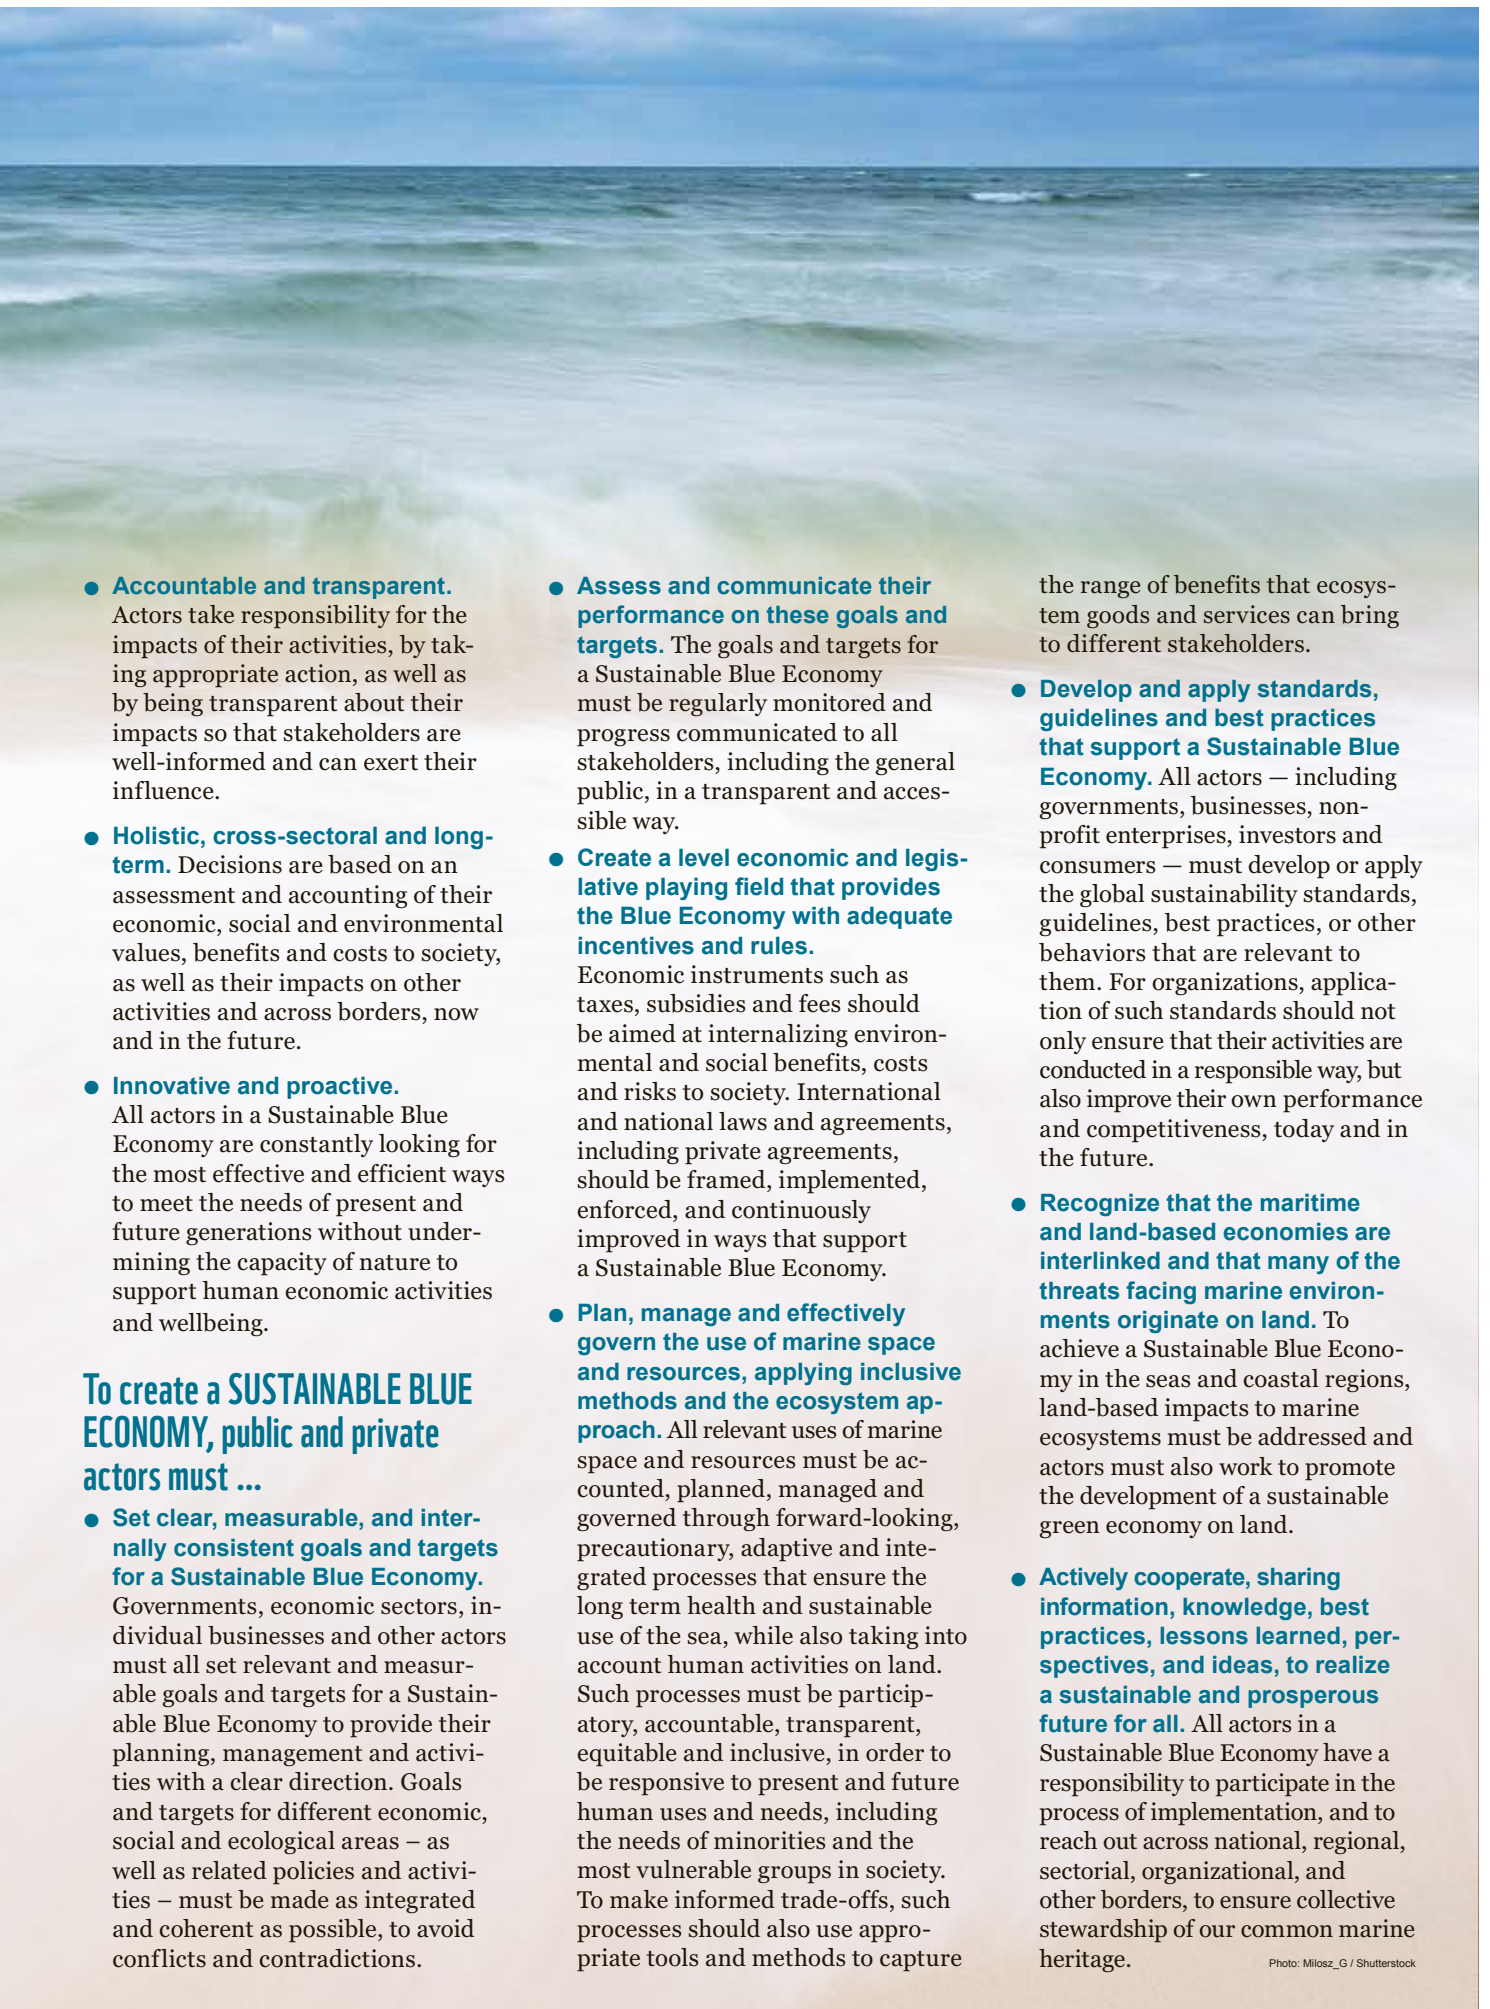 ● Accountable and transparent.
Actors take responsibility for the
impacts of their activities, by tak-
ing appropriate action, as well as
by being transparent about their
impacts so that stakeholders are
well-informed and can exert their
influence.
● Holistic, cross-sectoral and long-
term. Decisions are based on an
assessment and accounting of their
economic, social and environmental
values, benefits and costs to society,
as well as their impacts on other
activities and across borders, now
and in the future.
● Innovative and proactive.
All actors in a Sustainable Blue
Economy are constantly looking for
the most effective and efficient ways
to meet the needs of present and
future generations without under-
mining the capacity of nature to
support human economic activities
and wellbeing.
To create a SUSTAINABLE BLUE
ECONOMY, public and private
actors must ...
● Set clear, measurable, and inter-
nally consistent goals and targets
for a Sustainable Blue Economy.
Governments, economic sectors, in-
dividual businesses and other actors
must all set relevant and measur-
able goals and targets for a Sustain-
able Blue Economy to provide their
planning, management and activi-
ties with a clear direction. Goals
and targets for different economic,
social and ecological areas – as
well as related policies and activi-
ties – must be made as integrated
and coherent as possible, to avoid
conflicts and contradictions.
● Assess and communicate their
performance on these goals and
targets. The goals and targets for
a Sustainable Blue Economy
must be regularly monitored and
progress communicated to all
stakeholders, including the general
public, in a transparent and acces-
sible way.
● Create a level economic and legis-
lative playing field that provides
the Blue Economy with adequate
incentives and rules.
Economic instruments such as
taxes, subsidies and fees should
be aimed at internalizing environ-
mental and social benefits, costs
and risks to society. International
and national laws and agreements,
including private agreements,
should be framed, implemented,
enforced, and continuously
improved in ways that support
a Sustainable Blue Economy.
● Plan, manage and effectively
govern the use of marine space
and resources, applying inclusive
methods and the ecosystem ap-
proach. All relevant uses of marine
space and resources must be ac-
counted, planned, managed and
governed through forward-looking,
precautionary, adaptive and inte-
grated processes that ensure the
long term health and sustainable
use of the sea, while also taking into
account human activities on land.
Such processes must be particip-
atory, accountable, transparent,
equitable and inclusive, in order to
be responsive to present and future
human uses and needs, including
the needs of minorities and the
most vulnerable groups in society.
To make informed trade-offs, such
processes should also use appro-
priate tools and methods to capture
the range of benefits that ecosys-
tem goods and services can bring
to different stakeholders.
● Develop and apply standards,
guidelines and best practices
that support a Sustainable Blue
Economy. All actors — including
governments, businesses, non-
profit enterprises, investors and
consumers — must develop or apply
the global sustainability standards,
guidelines, best practices, or other
behaviors that are relevant to
them. For organizations, applica-
tion of such standards should not
only ensure that their activities are
conducted in a responsible way, but
also improve their own performance
and competitiveness, today and in
the future.
● Recognize that the maritime
and land-based economies are
interlinked and that many of the
threats facing marine environ-
ments originate on land. To
achieve a Sustainable Blue Econo-
my in the seas and coastal regions,
land-based impacts to marine
ecosystems must be addressed and
actors must also work to promote
the development of a sustainable
green economy on land.
● Actively cooperate, sharing
information, knowledge, best
practices, lessons learned, per-
spectives, and ideas, to realize
a sustainable and prosperous
future for all. All actors in a
Sustainable Blue Economy have a
responsibility to participate in the
process of implementation, and to
reach out across national, regional,
sectorial, organizational, and
other borders, to ensure collective
stewardship of our common marine
heritage.
Photo: Milosz_G / Shutterstock